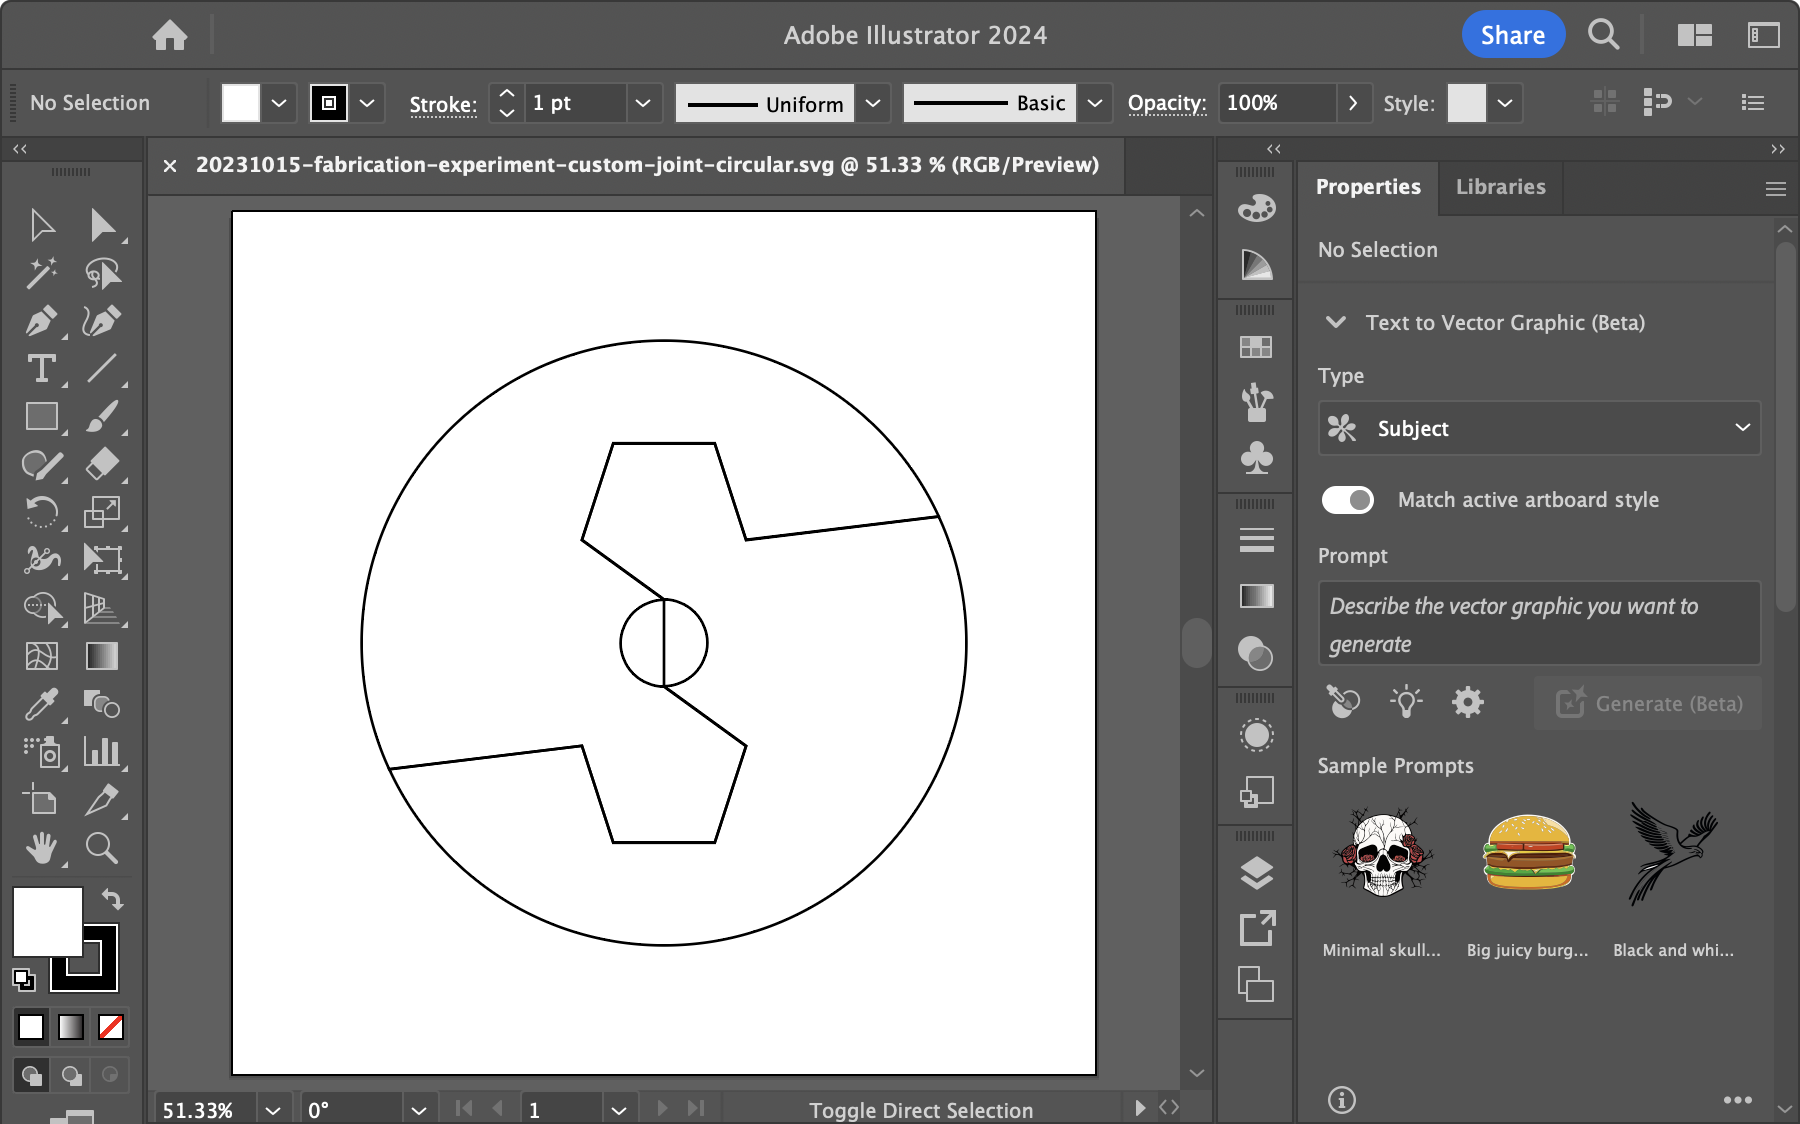 Adobe Illustrator 2024
Share
No Selection
Stroke:
1 pt
Uniform
Basic
Opacity:
100%
Style:
20231015-fabrication-experiment-custom-joint-circular.svg @ 51.33 % (RGB/Preview)
Properties
Libraries
No Selection
Text to Vector Graphic (Beta)
Type
Subject
Match active artboard style
Prompt
Describe the vector graphic you want to
generate
Generate (Beta)
Sample Prompts
Minimal skull...
Big juicy burg...
Black and whi...
51.33%
0°
1
Toggle Direct Selection